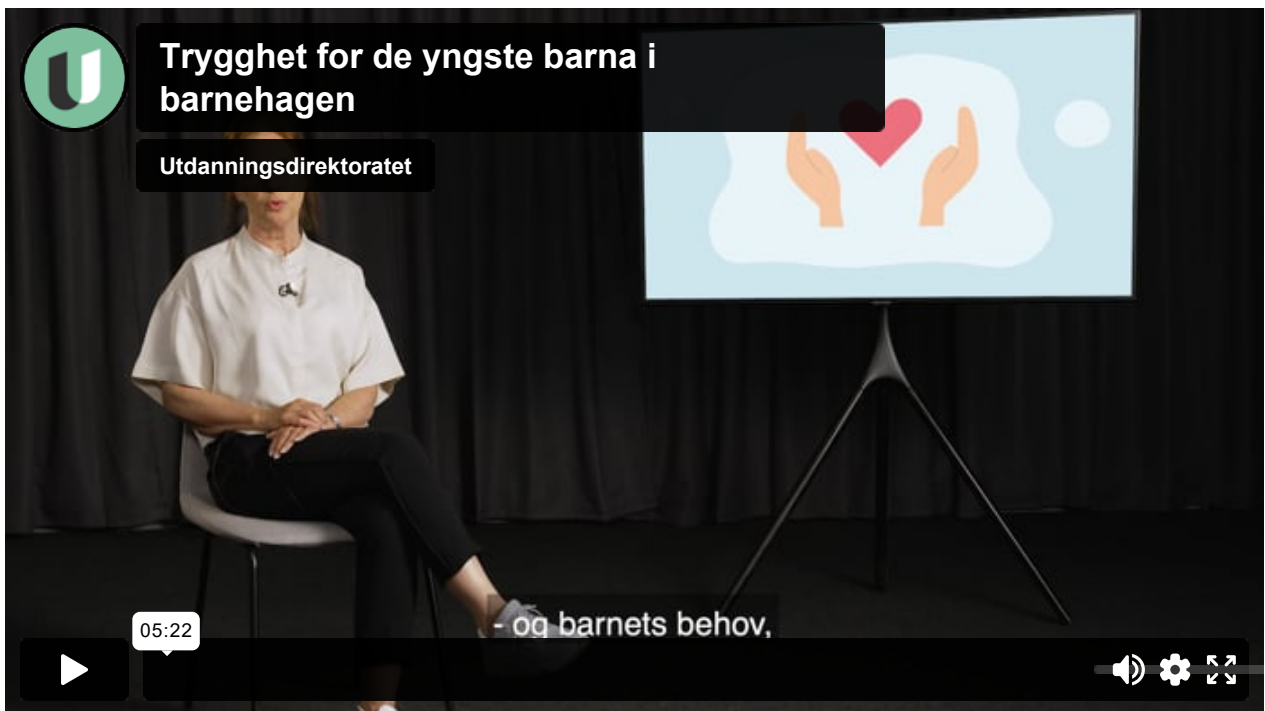 Trygghet for de yngste barna i
barnehagen
Utdanningsdirektoratet
- og barnets behov,
05:22